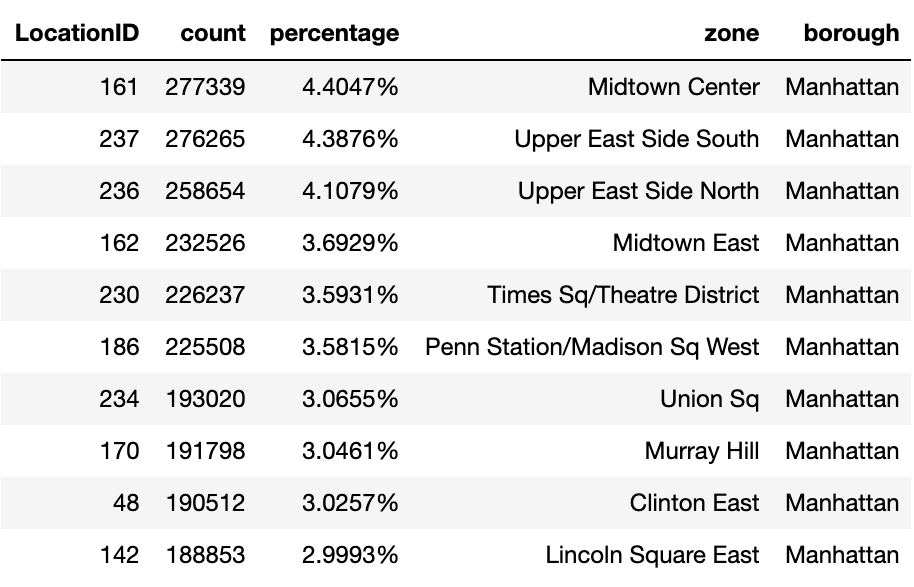 LocationID count percentage zone borough
161 277339 4.4047% Midtown Center Manhattan
237 276265 4.3876% Upper East Side South Manhattan
236 258654 4.1079% Upper East Side North Manhattan
162 232526 3.6929% Midtown East Manhattan
230 226237 3.5931% Times Sq/Theatre District Manhattan
186 225508 3.5815% Penn Station/Madison Sq West Manhattan
234 193020 3.0655% Union Sq Manhattan
170 191798 3.0461% Murray Hill Manhattan
48 190512 3.0257% Clinton East Manhattan
142 188853 2.9993% Lincoln Square East Manhattan